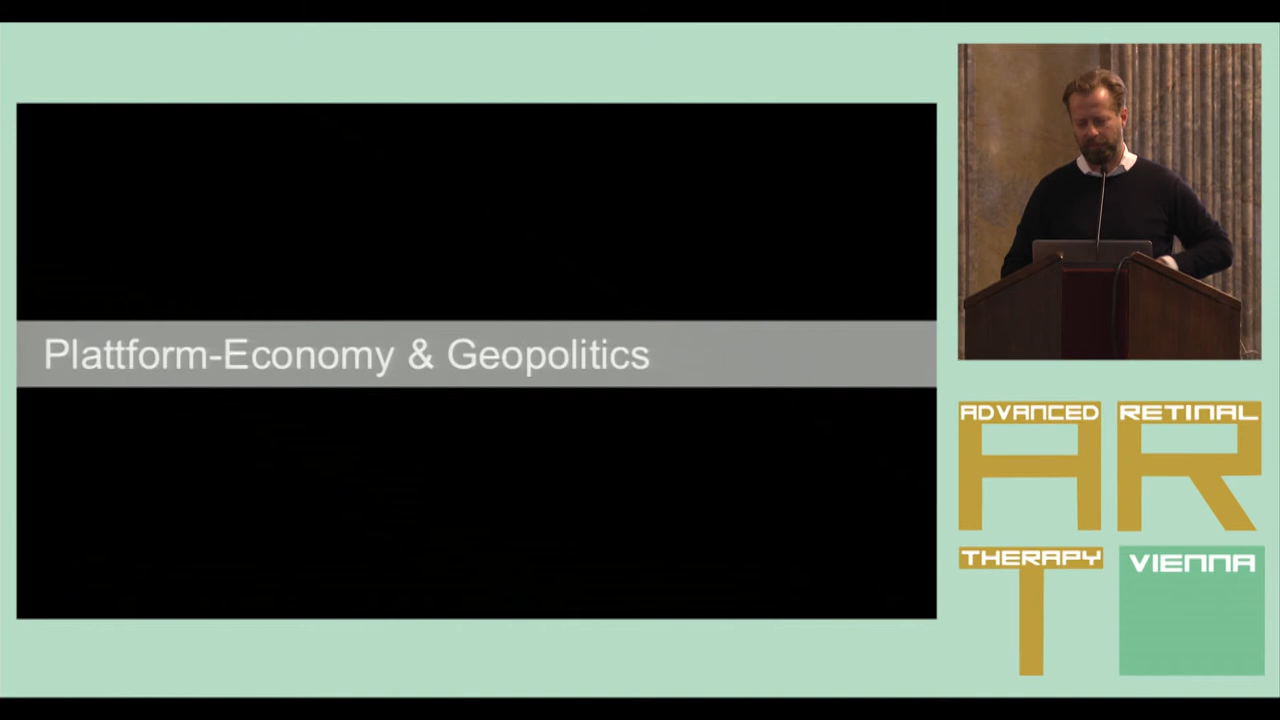 Plattform-Economy & Geopolitics
ADVANCED
RETINAL
A
R
THERAPY
VIENNA
T